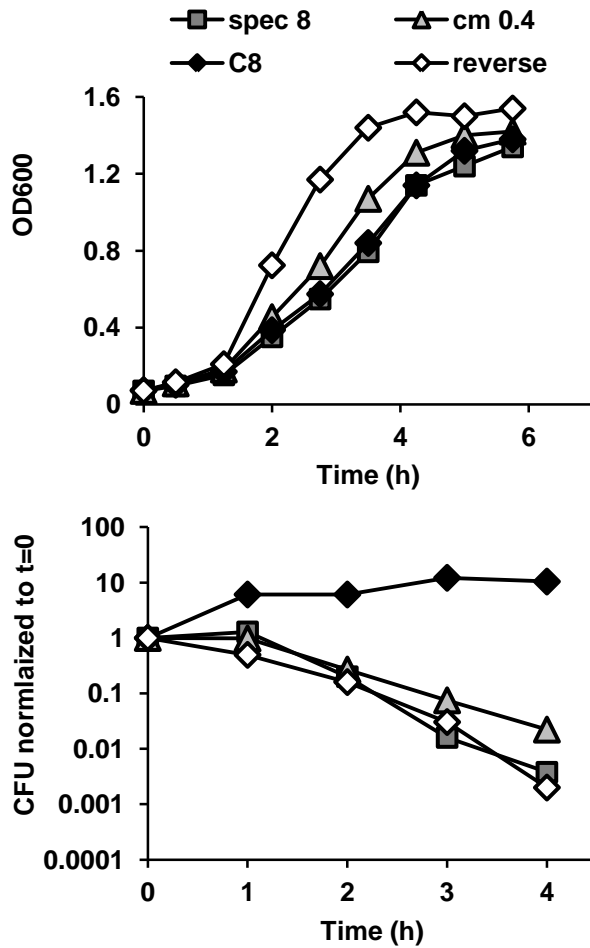 spec 8 cm 0.4
C8 reverse
1.6
1.2
0.8
0.4
0
OD600
0 2 4 6
Time (h)
100
10
1
0.1
0.01
0.001
0.0001
CFU normlaized to t=0
0 1 2 3 4
Time (h)